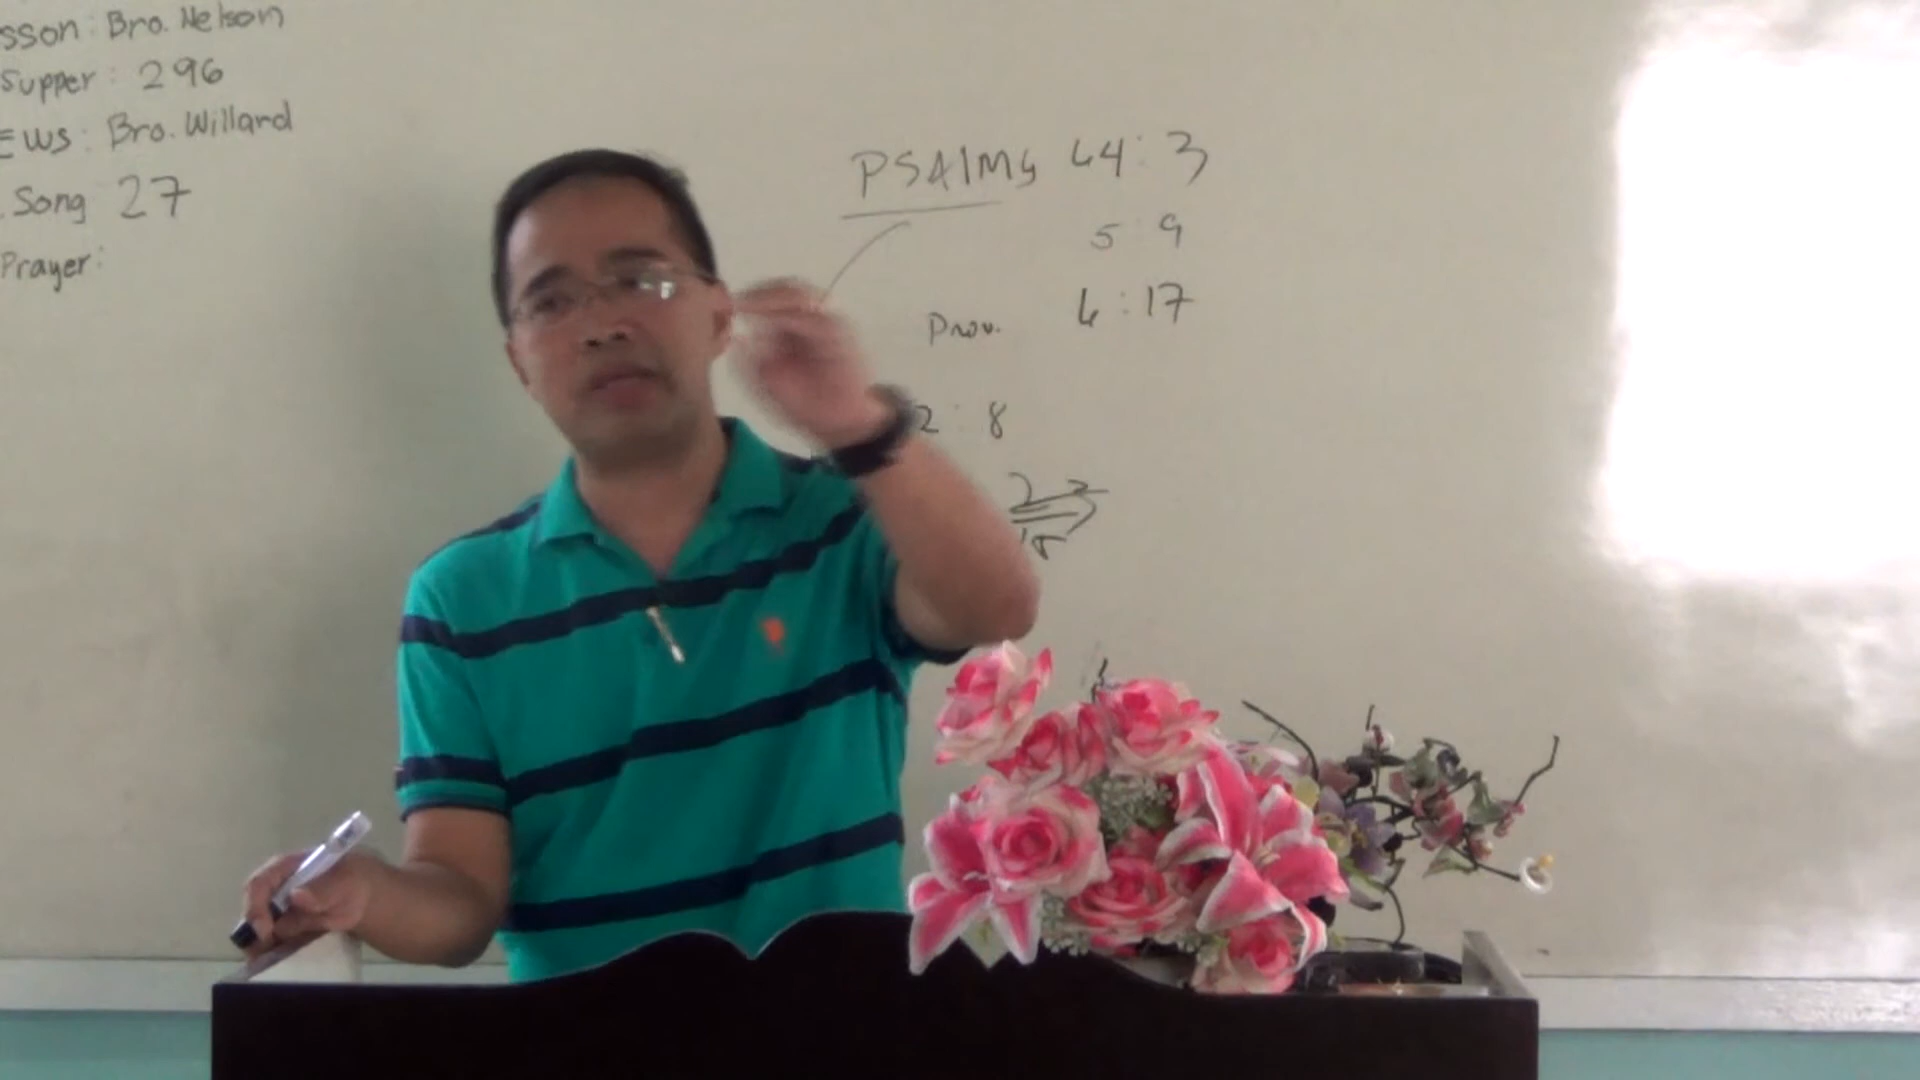 sson: Bro. Nelson
Supper: 296
EWS: Bro. Willard
. Song 27
Prayer:
PSAlMs 64:3
5:9
Prov. 6:17
2:8